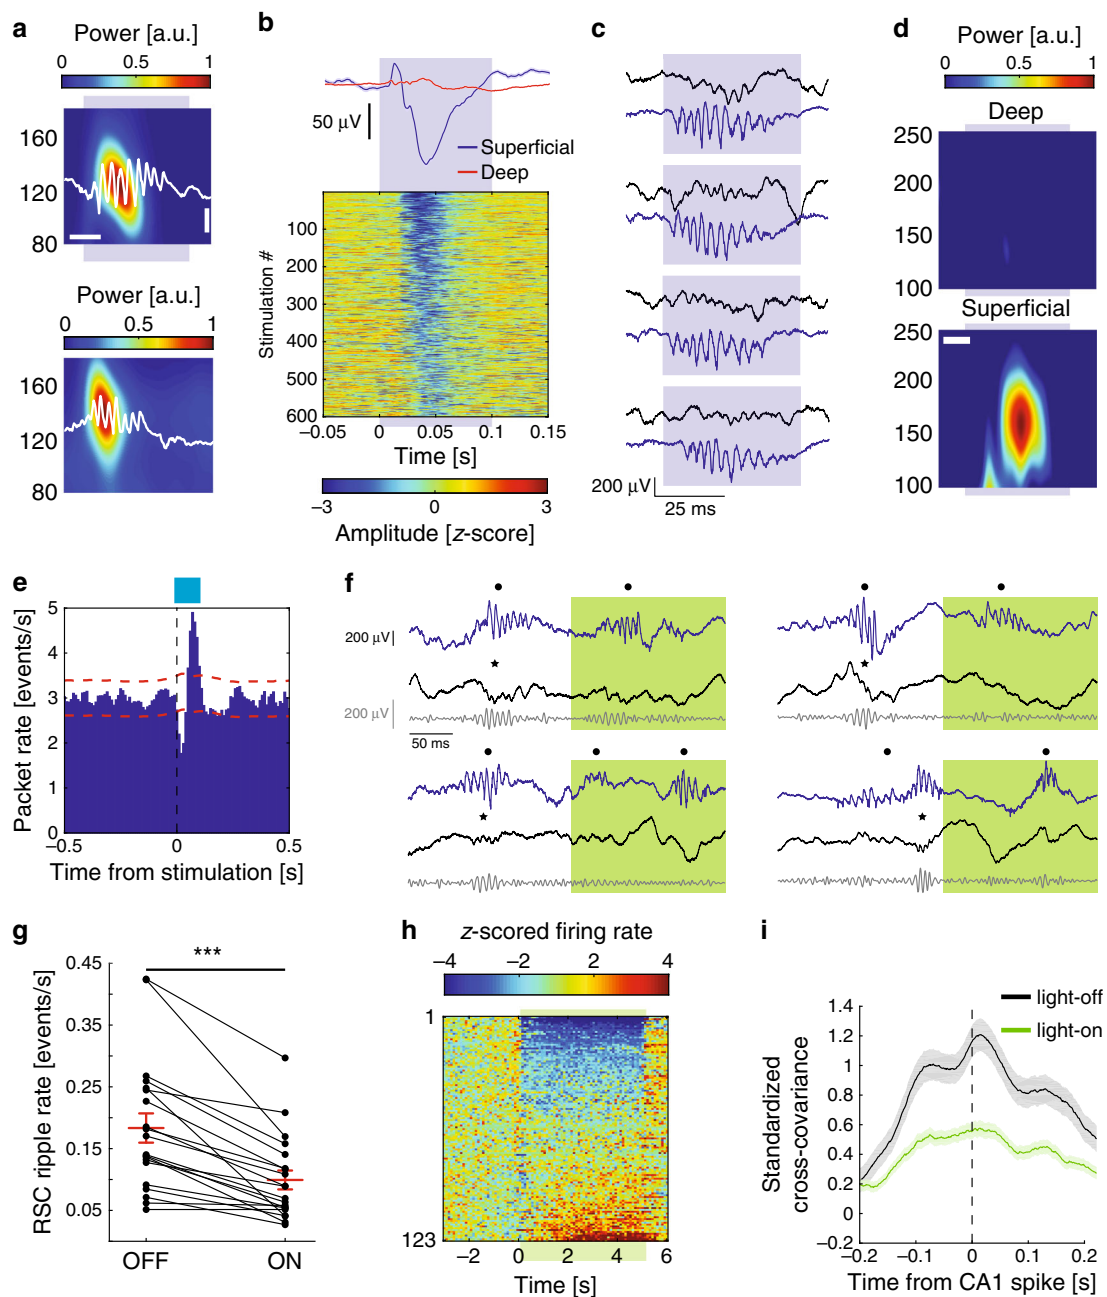 a
Power [a.u.]
0 0.5 1
160
120
80
Power [a.u.]
0 0.5 1
160
120
80
b
50 µV
Superficial
Deep
Stimulation #
100
200
300
400
500
600
−0.05 0 0.05 0.1 0.15
Time [s]
−3 0 3
Amplitude [z-score]
c
200 µV
25 ms
d
Power [a.u.]
0 0.5 1
Deep
250
200
150
100
Superficial
250
200
150
100
e
Packet rate [events/s]
5
4
3
2
1
0
−0.5 0 0.5
Time from stimulation [s]
f
200 µV
200 µV
50 ms
g
***
RSC ripple rate [events/s]
0.45
0.35
0.25
0.15
0.05
OFF ON
h
z-scored firing rate
−4 −2 2 4
1
123
0 2 4 6
Time [s]
i
light-off
light-on
Standardized
cross-covariance
1.4
1.2
1
0.8
0.6
0.4
0.2
0
−0.2
−0.2 −0.1 0 0.1 0.2
Time from CA1 spike [s]